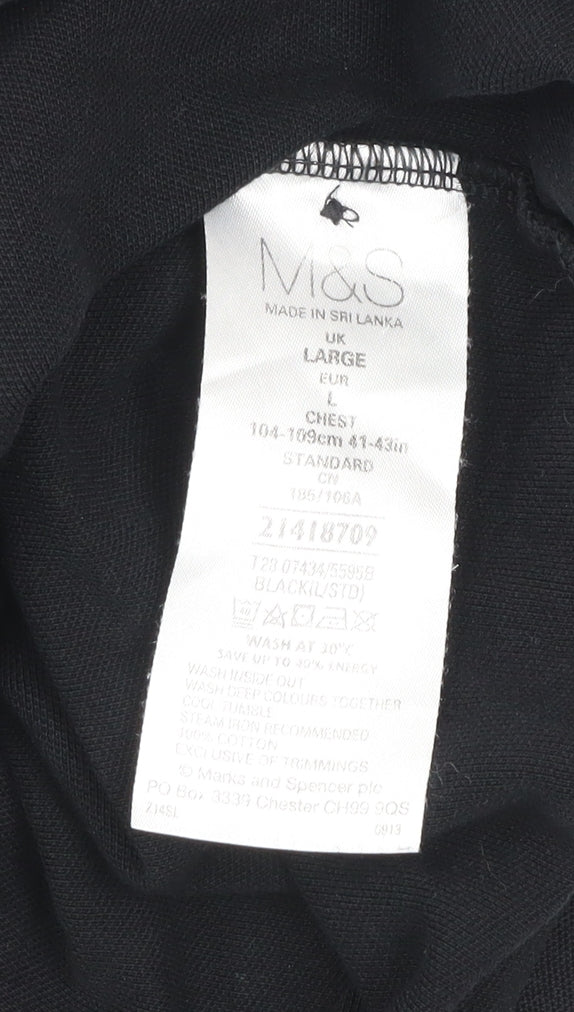 M&S
MADE IN SRI LANKA
UK
LARGE
EUR
L
CHEST
104-109cm 41-43in
STANDARD
CN
185/106A
21418709
T23 07434/5595B
BLACK(L/STD)
40
WASH AT 30°C
SAVE UP TO 40% ENERGY
WASH INSIDE OUT
WASH DEEP COLOURS TOGETHER
COOL TUMBLE
STEAM IRON RECOMMENDED
100% COTTON
EXCLUSIVE OF TRIMMINGS
© Marks and Spencer plc
PO Box 3339 Chester CH99 9QS
214SL 0913